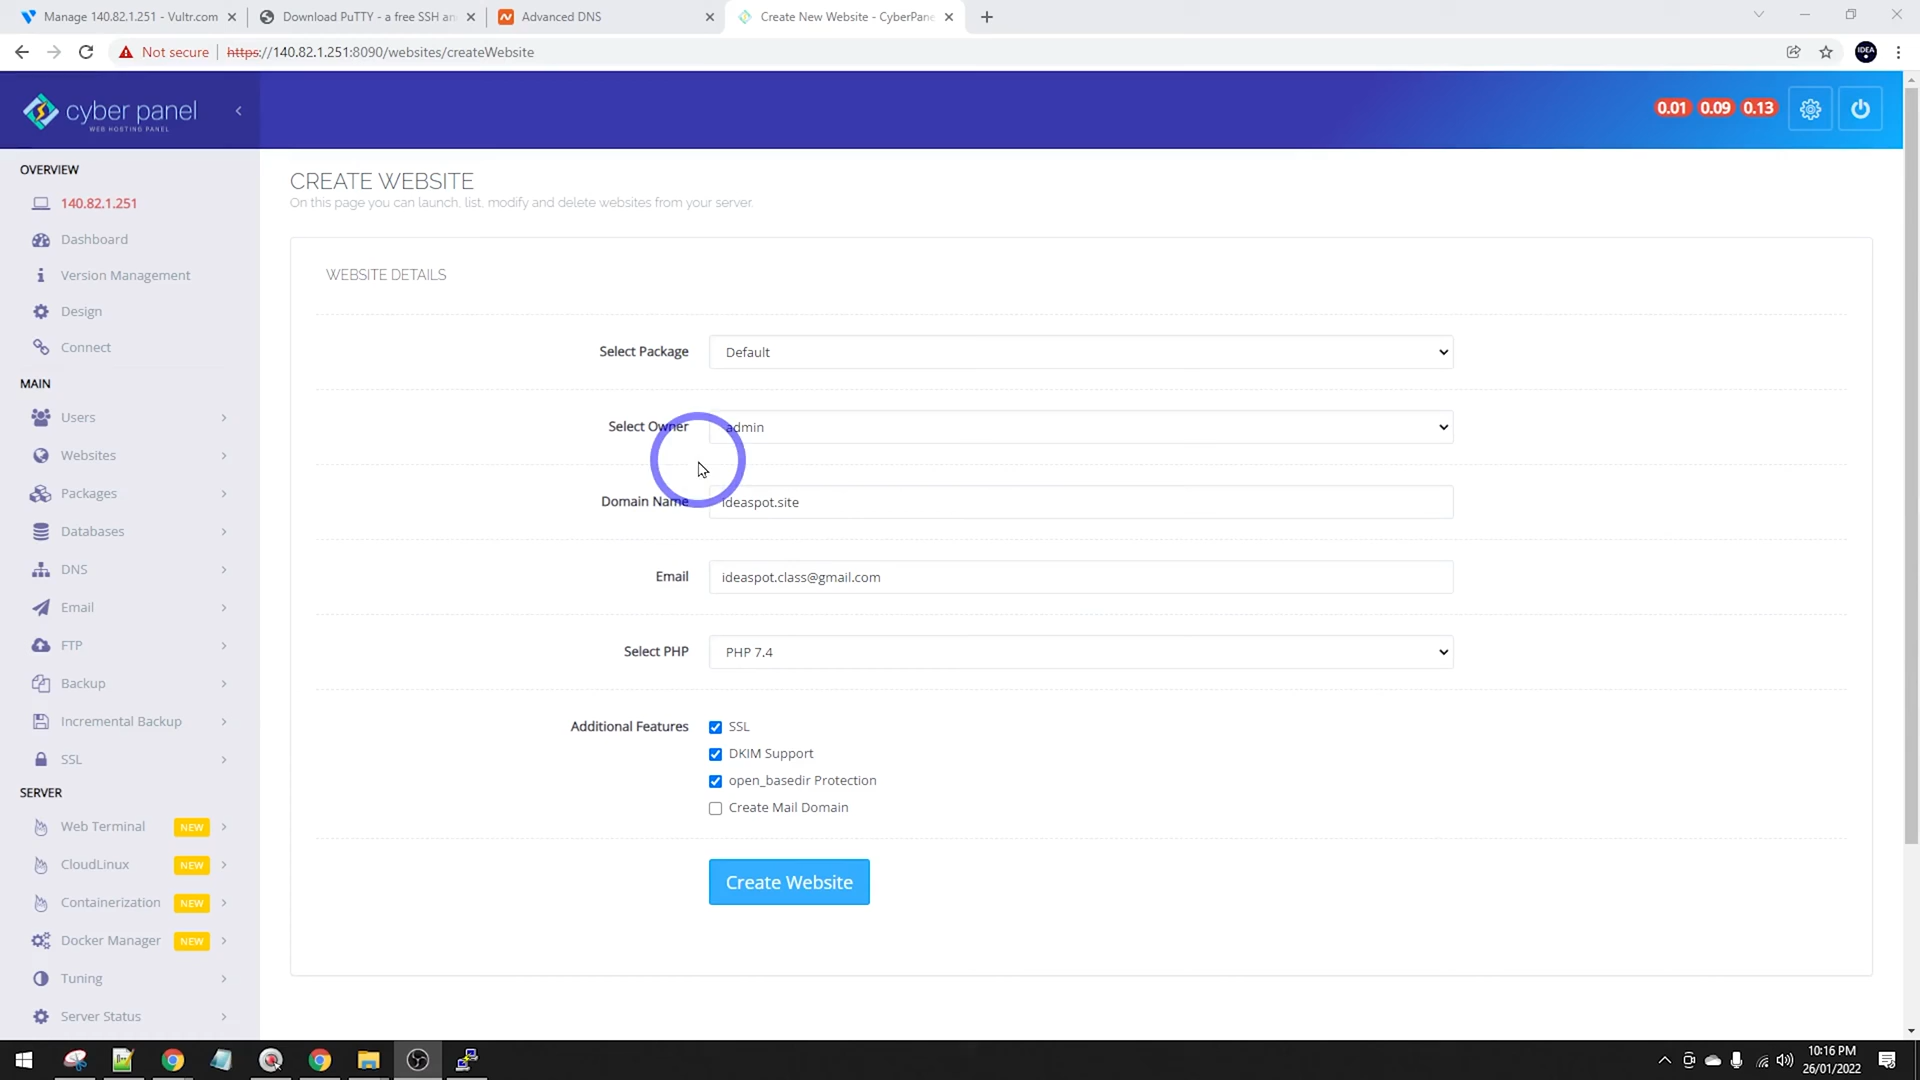 Manage 140.82.1.251 - Vultr.com
Download PuTTY - a free SSH an
Advanced DNS
Create New Website - CyberPane
Not secure
https://140.82.1.251:8090/websites/createWebsite
IDEA
cyber panel
WEB HOSTING PANEL
0.01 0.09 0.13
OVERVIEW
140.82.1.251
Dashboard
Version Management
Design
Connect
MAIN
Users
Websites
Packages
Databases
DNS
Email
FTP
Backup
Incremental Backup
SSL
SERVER
Web Terminal NEW
CloudLinux NEW
Containerization NEW
Docker Manager NEW
Tuning
Server Status
CREATE WEBSITE
On this page you can launch, list, modify and delete websites from your server.
WEBSITE DETAILS
Select Package Default
Select Owner admin
Domain Name ideaspot.site
Email ideaspot.class@gmail.com
Select PHP PHP 7.4
Additional Features SSL
DKIM Support
open_basedir Protection
Create Mail Domain
Create Website
10:16 PM
26/01/2022